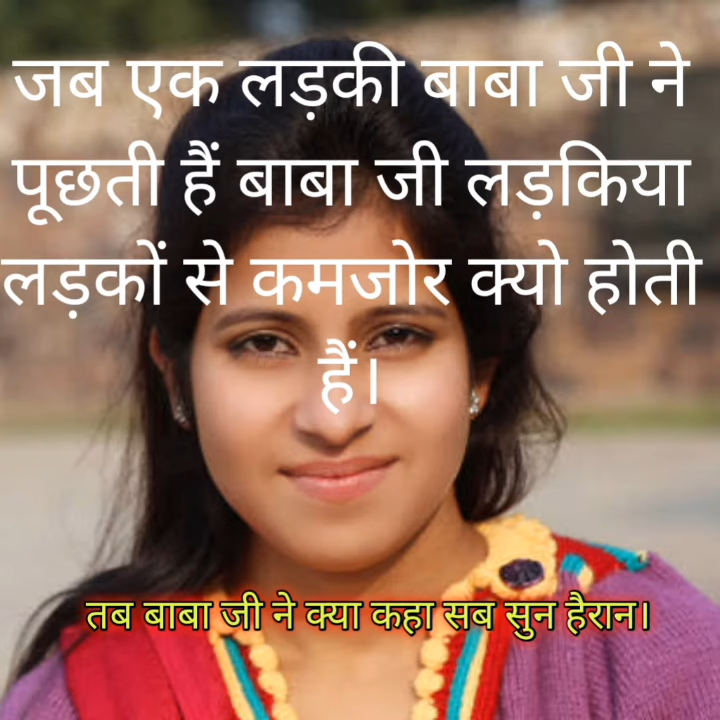 जब एक लड़की बाबा जी ने
पूछती हैं बाबा जी लड़किया
लड़कों से कमजोर क्यो होती
हैं।
तब बाबा जी ने क्या कहा सब सुन हैरान।